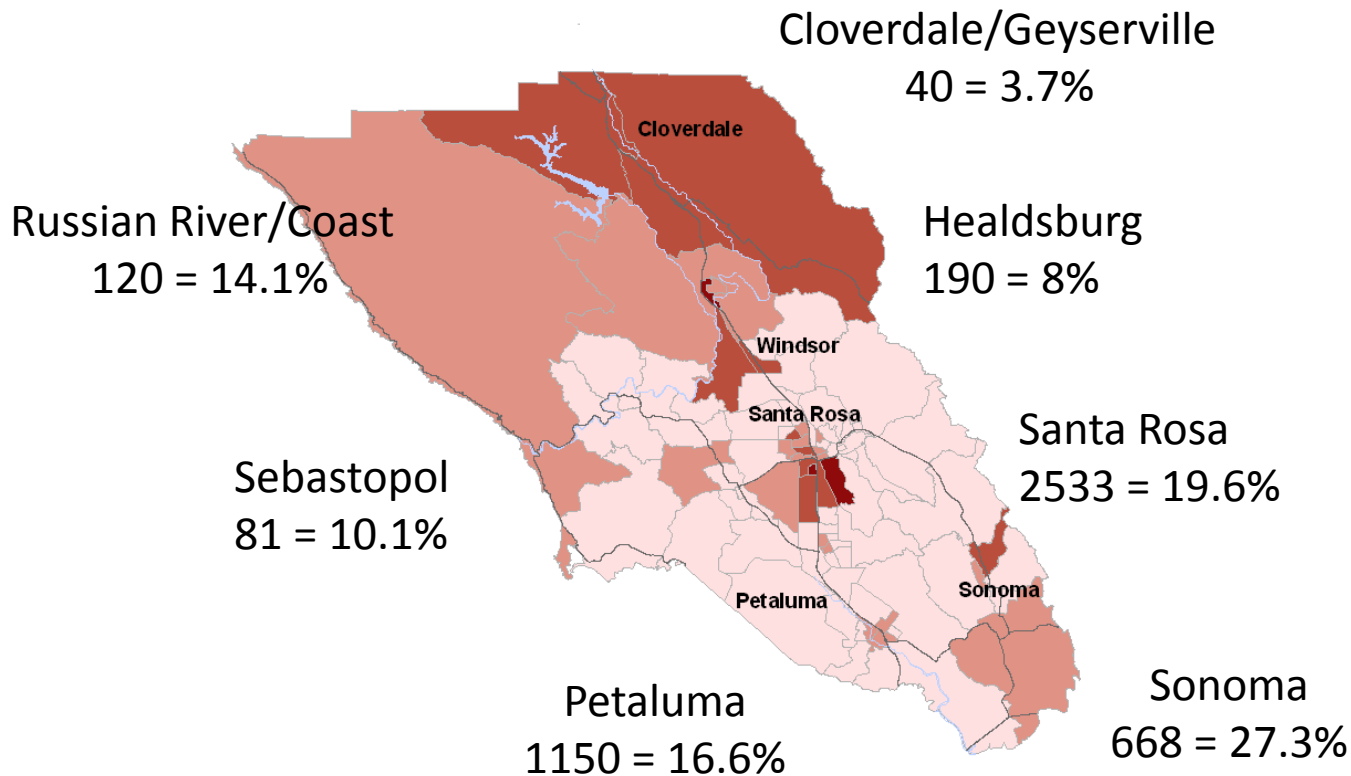 Cloverdale/Geyserville
40 = 3.7%
Cloverdale
Russian River/Coast
120 = 14.1%
Healdsburg
190 = 8%
Windsor
Santa Rosa
Santa Rosa
2533 = 19.6%
Sebastopol
81 = 10.1%
Sonoma
Petaluma
Petaluma
1150 = 16.6%
Sonoma
668 = 27.3%